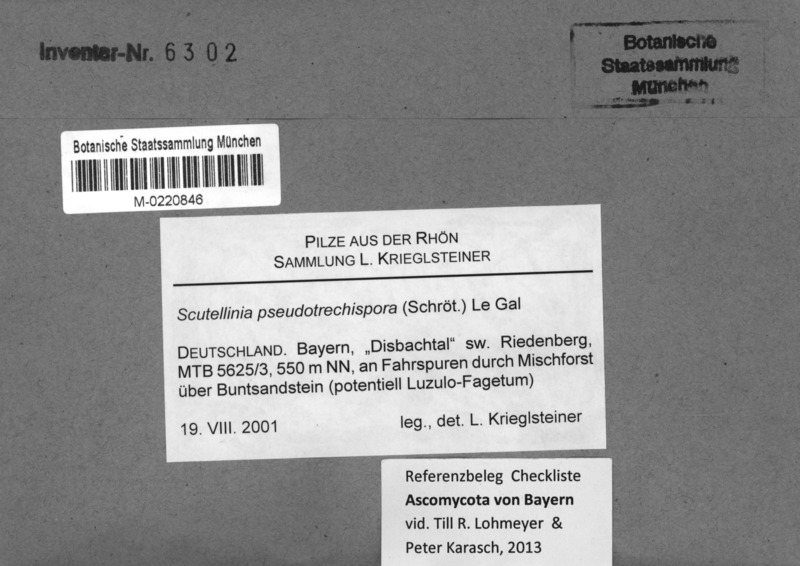 Inventar-Nr. 6302
Botanische
Staatssammlung
München
Botanische Staatssammlung München
M-0220846
PILZE AUS DER RHÖN
SAMMLUNG L. KRIEGLSTEINER
Scutellinia pseudotrechispora (Schröt.) Le Gal
DEUTSCHLAND. Bayern, „Disbachtal“ sw. Riedenberg,
MTB 5625/3, 550 m NN, an Fahrspuren durch Mischforst
über Buntsandstein (potentiell Luzulo-Fagetum)
19. VIII. 2001 leg., det. L. Krieglsteiner
Referenzbeleg Checkliste
Ascomycota von Bayern
vid. Till R. Lohmeyer &
Peter Karasch, 2013